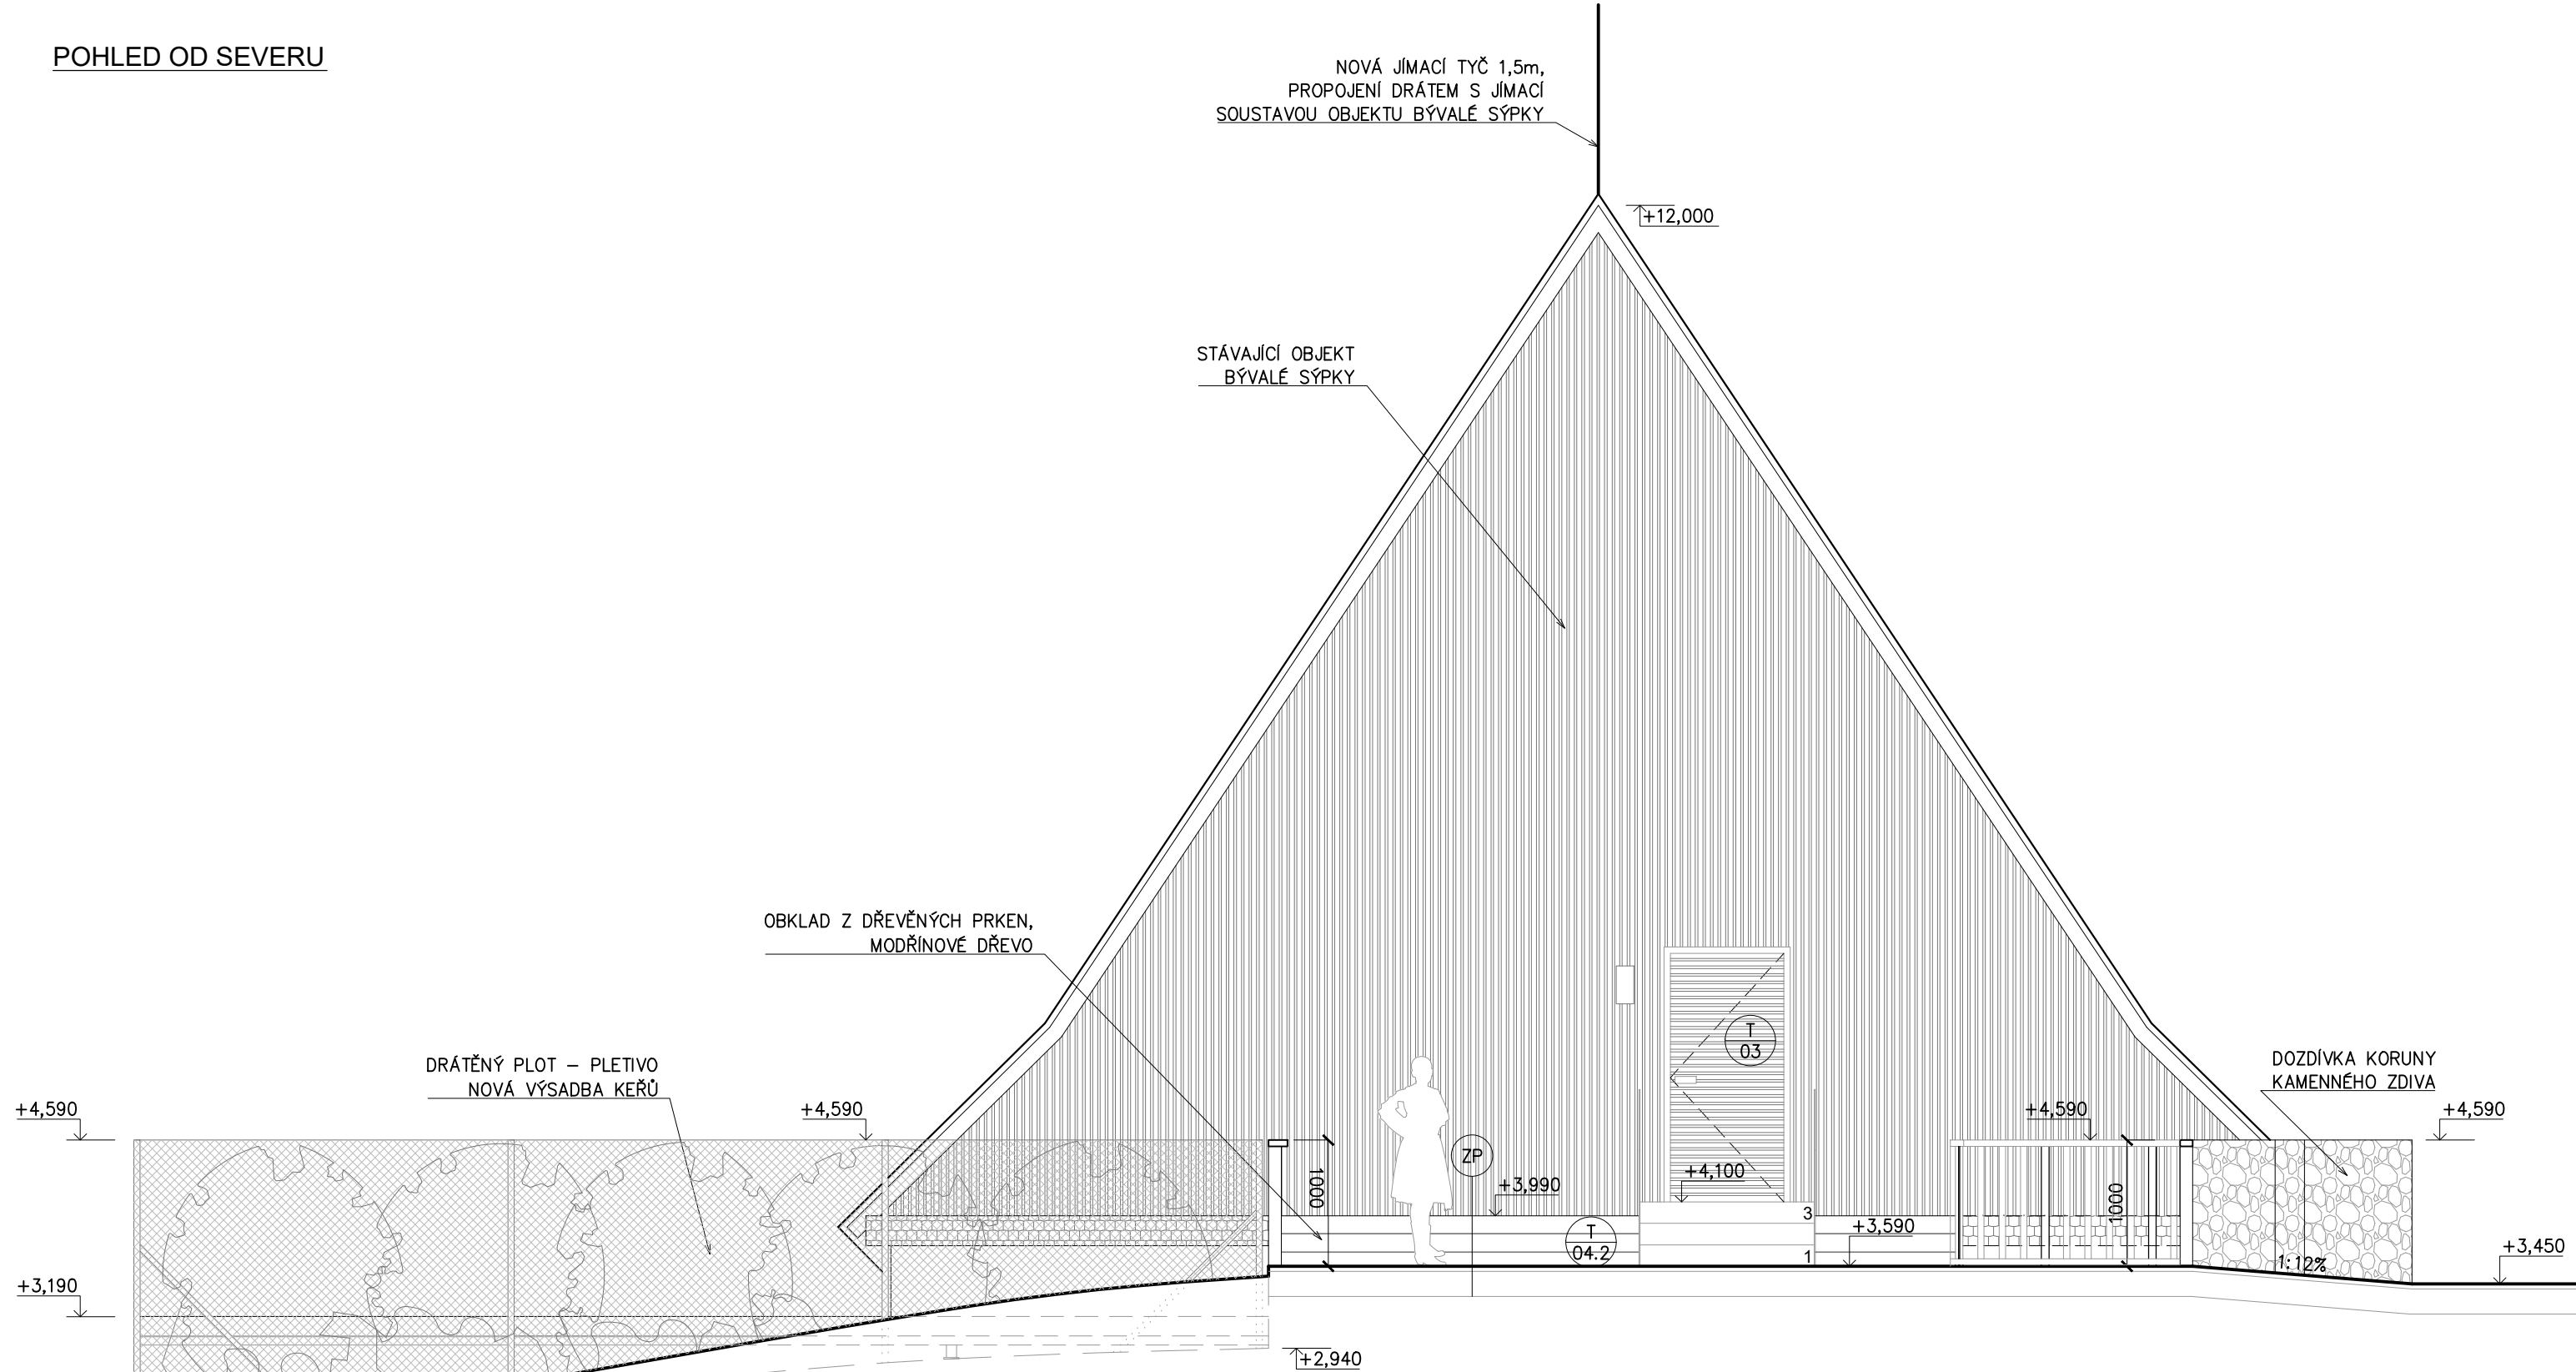 POHLED OD SEVERU
NOVÁ JÍMACÍ TYČ 1,5m,
PROPOJENÍ DRÁTEM S JÍMACÍ
SOUSTAVOU OBJEKTU BÝVALÉ SÝPKY
+12,000
STÁVAJÍCÍ OBJEKT
BÝVALÉ SÝPKY
OBKLAD Z DŘEVĚNÝCH PRKEN,
MODŘÍNOVÉ DŘEVO
T
03
DRÁTĚNÝ PLOT – PLETIVO
NOVÁ VÝSADBA KEŘŮ
DOZDÍVKA KORUNY
KAMENNÉHO ZDIVA
+4,590
+4,590
+4,590
+4,590
ZP
1000
+4,100
+3,990
1000
3
+3,590
T
04.2
1
1:12%
+3,450
+3,190
+2,940